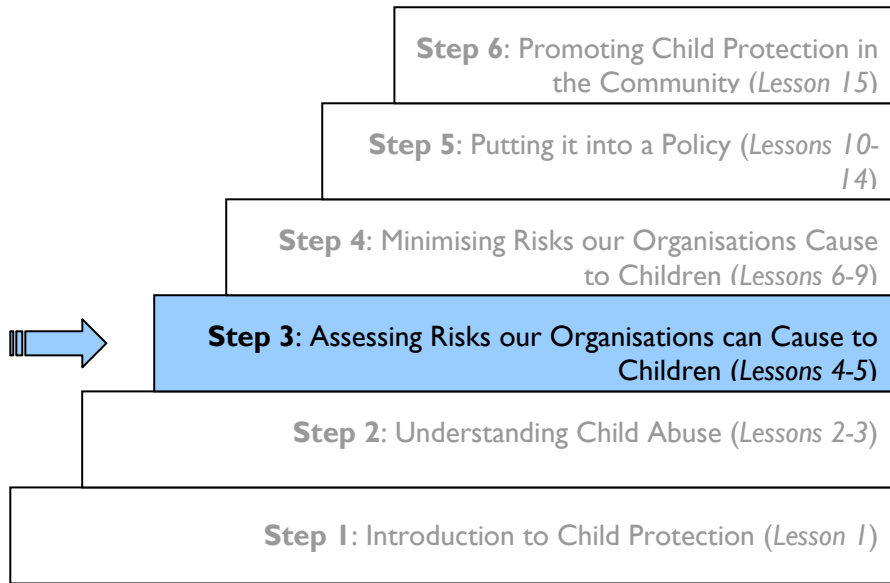 Step 6: Promoting Child Protection in
the Community (Lesson 15)
Step 5: Putting it into a Policy (Lessons 10-
14)
Step 4: Minimising Risks our Organisations Cause
to Children (Lessons 6-9)
Step 3: Assessing Risks our Organisations can Cause to
Children (Lessons 4-5)
Step 2: Understanding Child Abuse (Lessons 2-3)
Step 1: Introduction to Child Protection (Lesson 1)